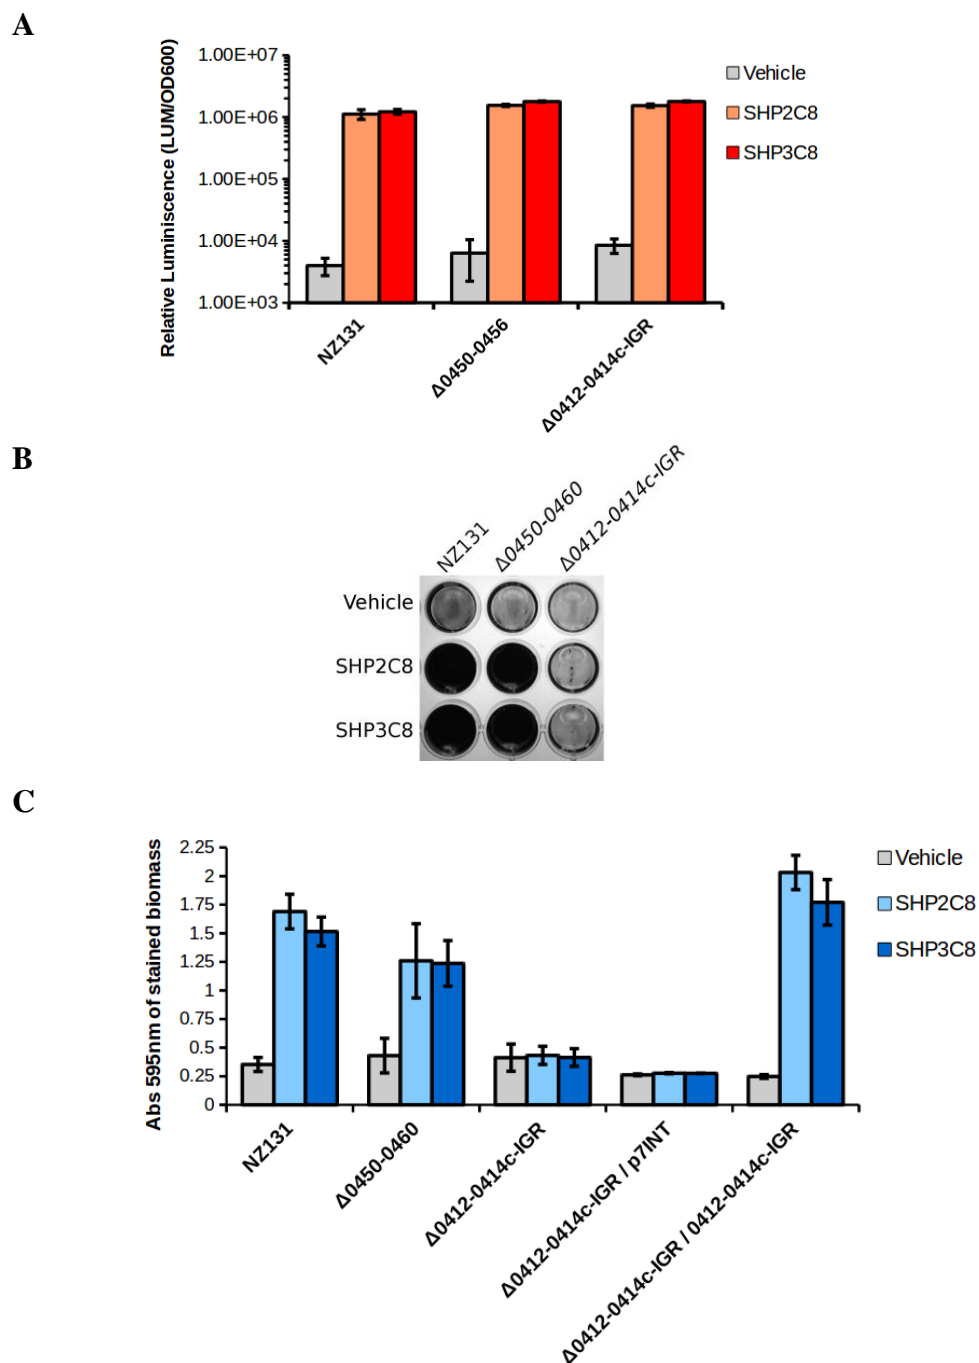 A
Relative Luminiscence (LUM/OD600)
1.00E+07
1.00E+06
1.00E+05
1.00E+04
1.00E+03
NZ131
Δ0450-0456
Δ0412-0414c-IGR
Vehicle
SHP2C8
SHP3C8
B
NZ131
Δ0450-0460
Δ0412-0414c-IGR
Vehicle
SHP2C8
SHP3C8
C
Abs 595nm of stained biomass
2.25
2
1.75
1.5
1.25
1
0.75
0.5
0.25
0
NZ131
Δ0450-0460
Δ0412-0414c-IGR
Δ0412-0414c-IGR / p7INT
Δ0412-0414c-IGR / 0412-0414c-IGR
Vehicle
SHP2C8
SHP3C8